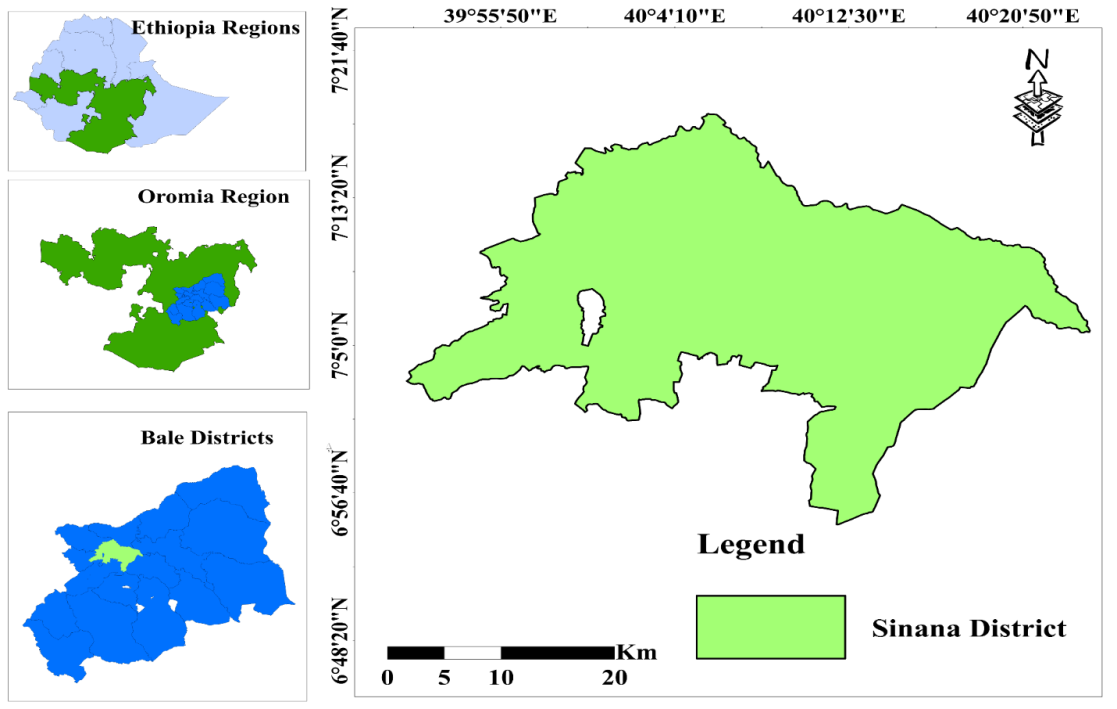 Ethiopia Regions
Oromia Region
Bale Districts
39°55'50"E 40°4'10"E 40°12'30"E 40°20'50"E
7°21'40"N
7°13'20"N
7°5'0"N
6°56'40"N
6°48'20"N
N
Legend
Sinana District
Km
0 5 10 20